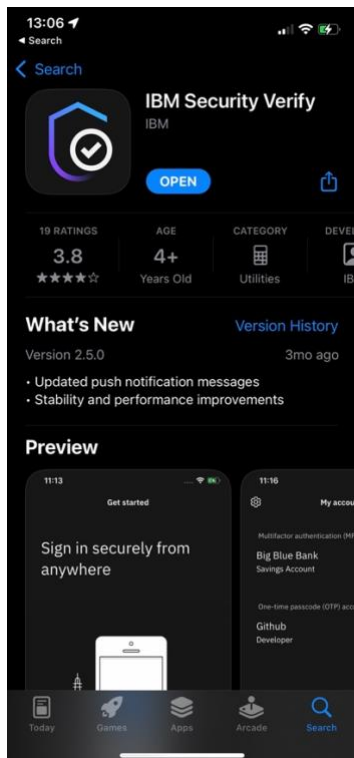 13:06
Search
Search
IBM Security Verify
IBM
OPEN
19 RATINGS
AGE
CATEGORY
3.8
4+
Years Old
Utilities
What's New
Version History
Version 2.5.0
3mo ago
• Updated push notification messages
• Stability and performance improvements
Preview
11:13
Get started
Sign in securely from
anywhere
11:16
My
Multifactor authentication
Big Blue Bank
Savings Account
One-time passcode (OTP)
Github
Developer
Today
Games
Apps
Arcade
Search